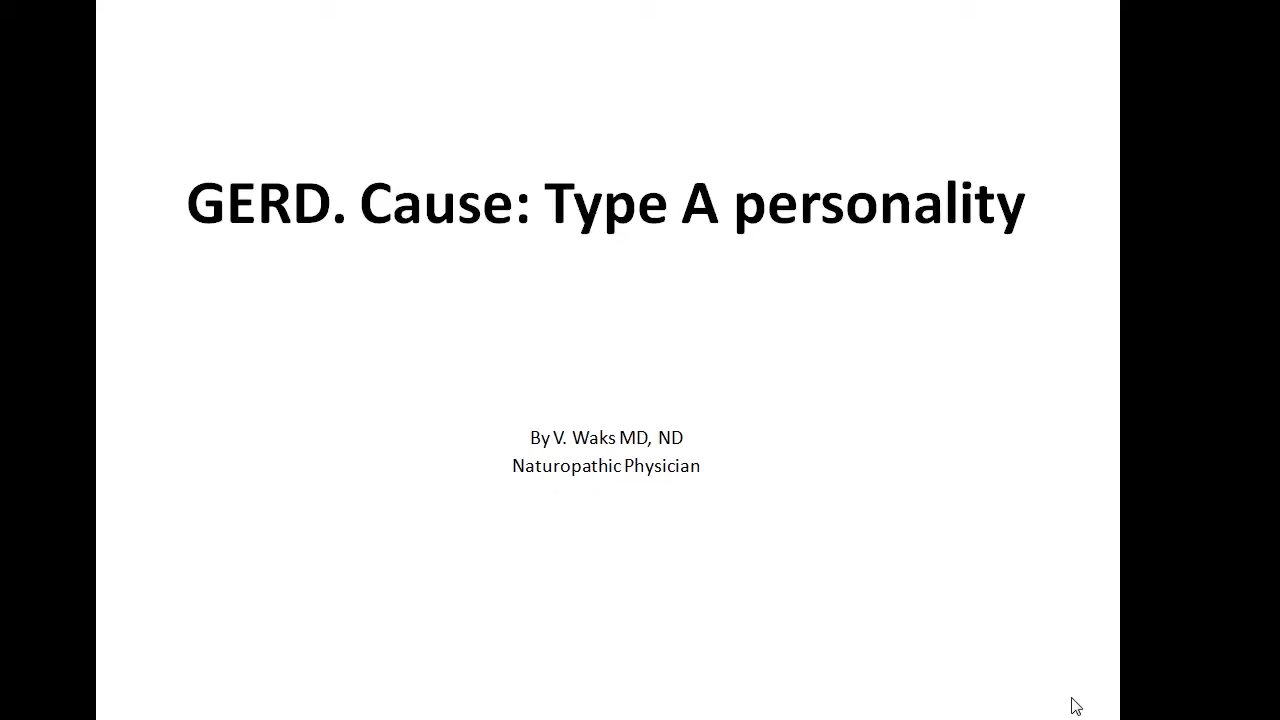 GERD. Cause: Type A personality
By V. Waks MD, ND
Naturopathic Physician